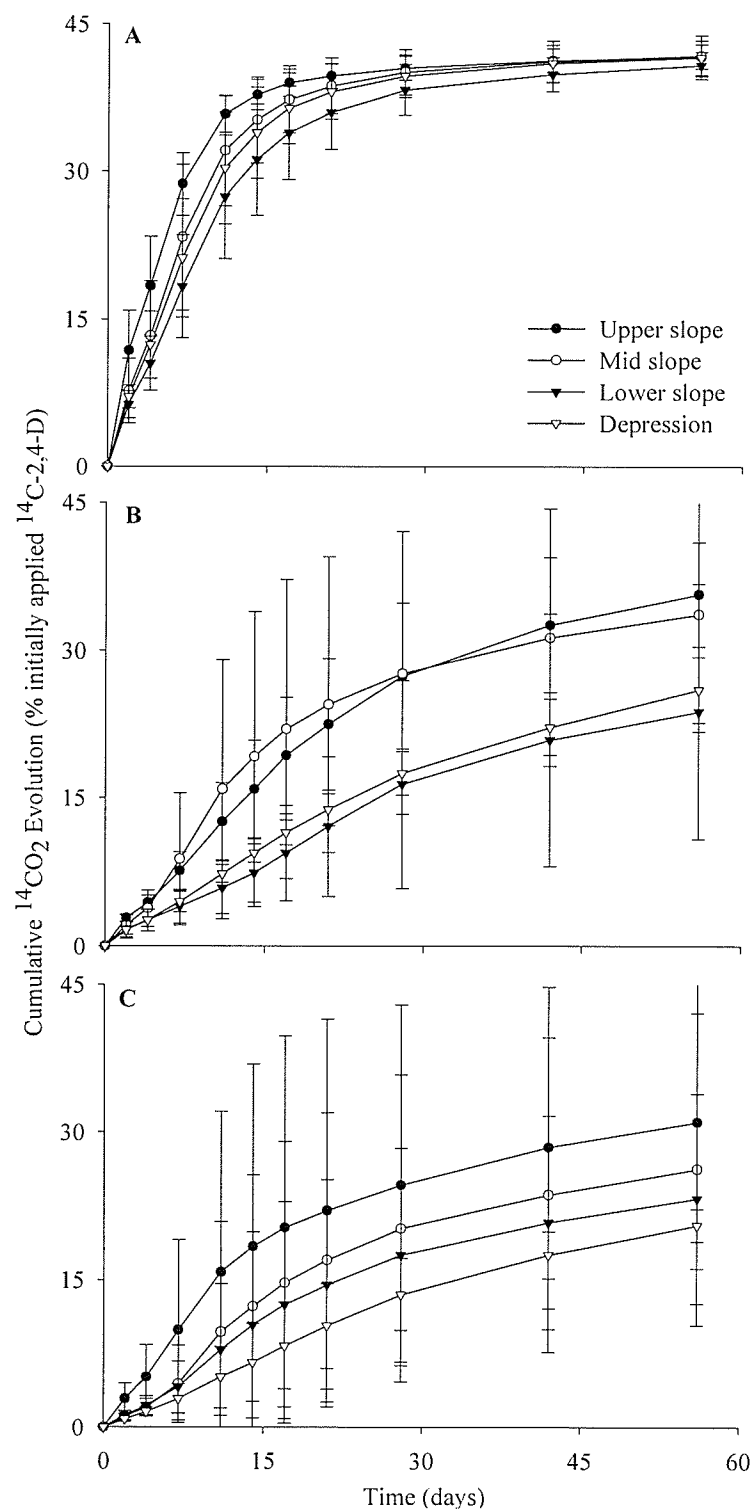 A
45
30
15
0
Upper slope
Mid slope
Lower slope
Depression
Cumulative ¹⁴CO₂ Evolution (% initially applied ¹⁴C-2,4-D)
B
45
30
15
0
C
45
30
15
0
0 15 30 45 60
Time (days)